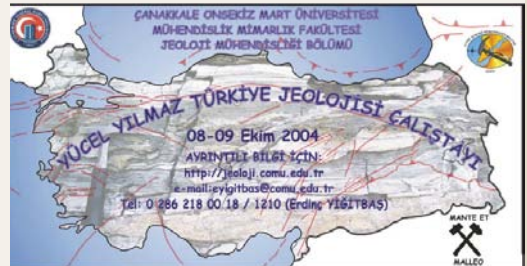 ÇANAKKALE ONSEKİZ MART ÜNİVERSİTESİ
MÜHENDİSLİK MİMARLIK FAKÜLTESİ
JEOLOJİ MÜHENDİSLİĞİ BÖLÜMÜ
YÜCEL YILMAZ TÜRKİYE JEOLOJİSİ ÇALIŞTAYI
08-09 Ekim 2004
AYRINTILI BİLGİ İÇİN:
http://jeoloji.comu.edu.tr
e-mail:eyigitbas@comu.edu.tr
Tel: 0 286 218 00 18 / 1210 (Erdinç YİĞİTBAŞ)
MANTE ET
MALLEO